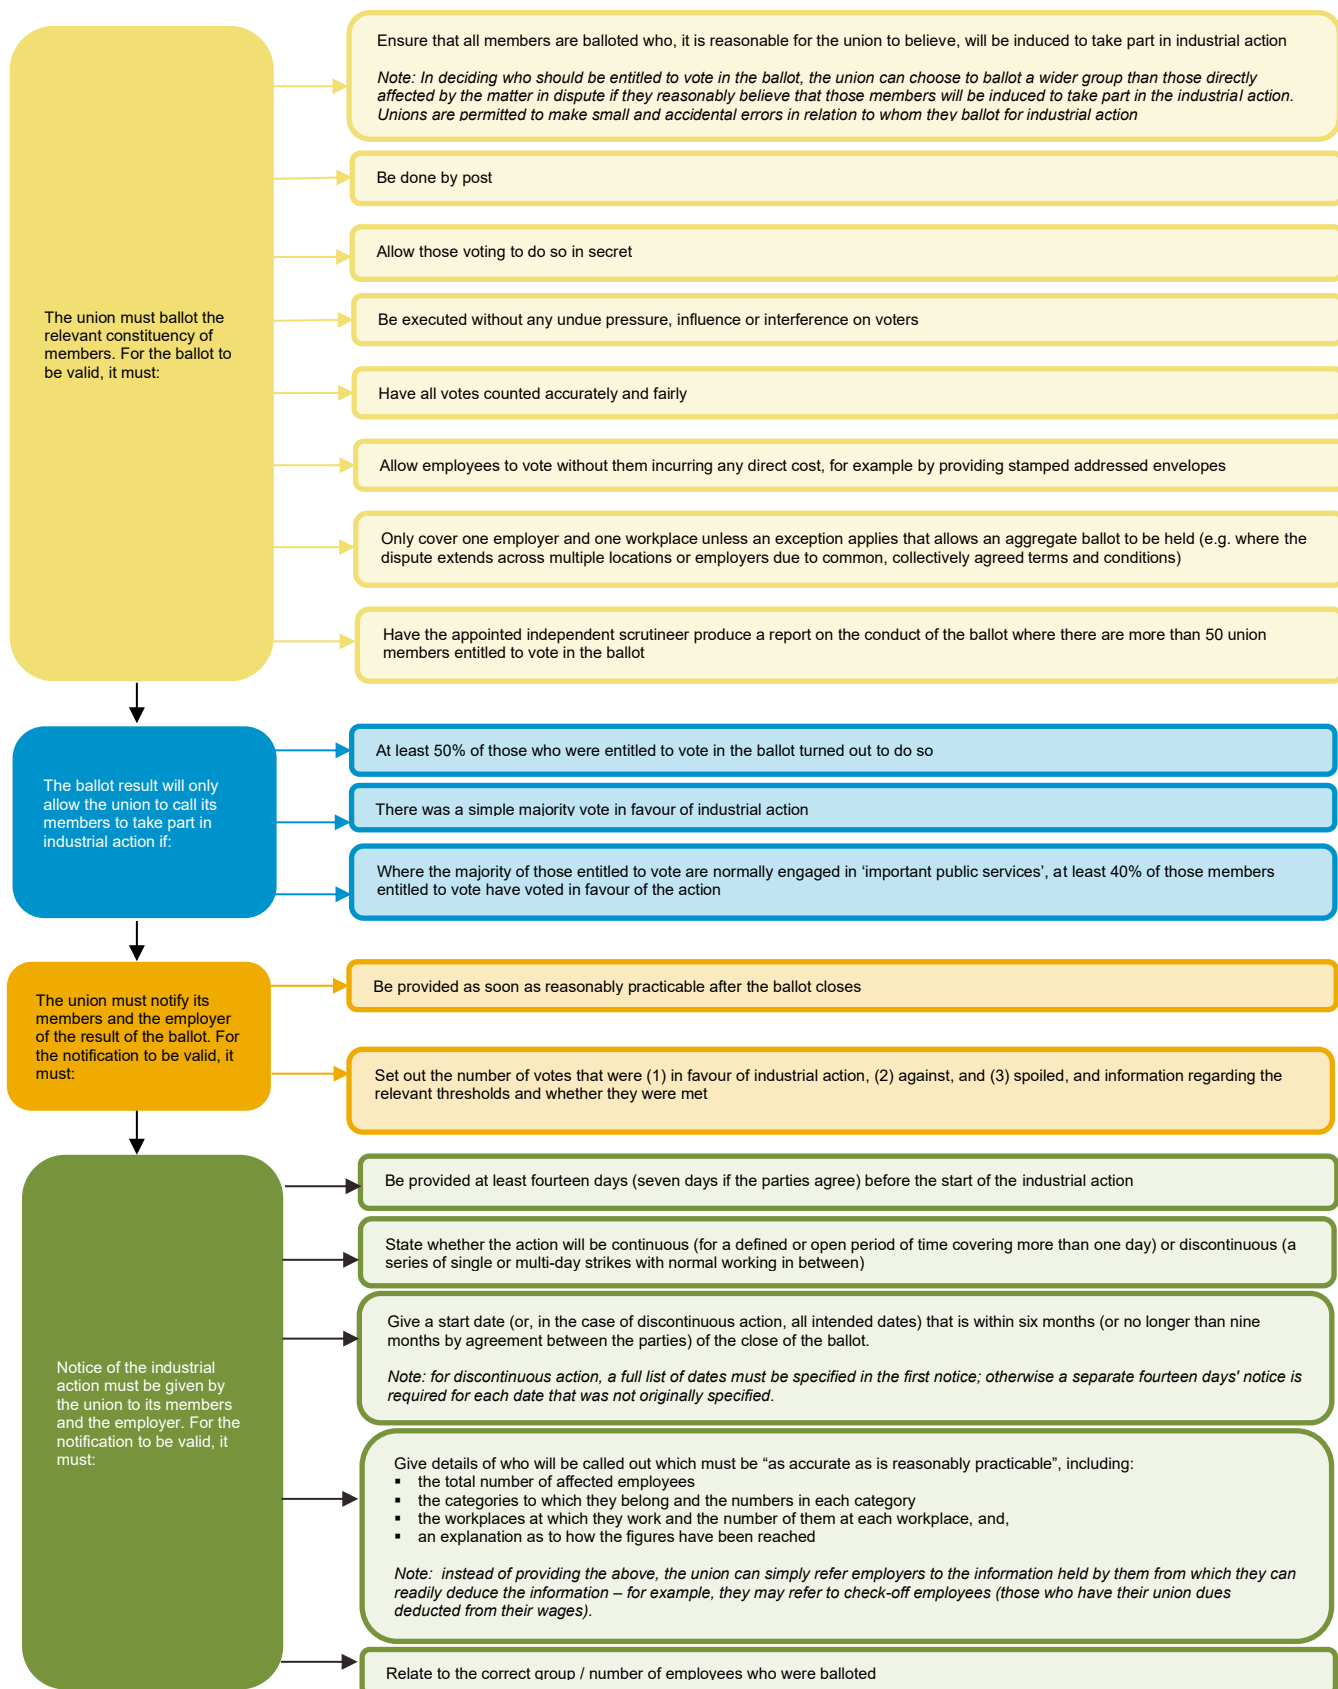 The union must ballot the
relevant constituency of
members. For the ballot to
be valid, it must:
Ensure that all members are balloted who, it is reasonable for the union to believe, will be induced to take part in industrial action
Note: In deciding who should be entitled to vote in the ballot, the union can choose to ballot a wider group than those directly
affected by the matter in dispute if they reasonably believe that those members will be induced to take part in the industrial action.
Unions are permitted to make small and accidental errors in relation to whom they ballot for industrial action
Be done by post
Allow those voting to do so in secret
Be executed without any undue pressure, influence or interference on voters
Have all votes counted accurately and fairly
Allow employees to vote without them incurring any direct cost, for example by providing stamped addressed envelopes
Only cover one employer and one workplace unless an exception applies that allows an aggregate ballot to be held (e.g. where the
dispute extends across multiple locations or employers due to common, collectively agreed terms and conditions)
Have the appointed independent scrutineer produce a report on the conduct of the ballot where there are more than 50 union
members entitled to vote in the ballot
The ballot result will only
allow the union to call its
members to take part in
industrial action if:
At least 50% of those who were entitled to vote in the ballot turned out to do so
There was a simple majority vote in favour of industrial action
Where the majority of those entitled to vote are normally engaged in ‘important public services’, at least 40% of those members
entitled to vote have voted in favour of the action
The union must notify its
members and the employer
of the result of the ballot. For
the notification to be valid, it
must:
Be provided as soon as reasonably practicable after the ballot closes
Set out the number of votes that were (1) in favour of industrial action, (2) against, and (3) spoiled, and information regarding the
relevant thresholds and whether they were met
Notice of the industrial
action must be given by
the union to its members
and the employer. For the
notification to be valid, it
must:
Be provided at least fourteen days (seven days if the parties agree) before the start of the industrial action
State whether the action will be continuous (for a defined or open period of time covering more than one day) or discontinuous (a
series of single or multi-day strikes with normal working in between)
Give a start date (or, in the case of discontinuous action, all intended dates) that is within six months (or no longer than nine
months by agreement between the parties) of the close of the ballot.
Note: for discontinuous action, a full list of dates must be specified in the first notice; otherwise a separate fourteen days' notice is
required for each date that was not originally specified.
Give details of who will be called out which must be “as accurate as is reasonably practicable”, including:
▪ the total number of affected employees
▪ the categories to which they belong and the numbers in each category
▪ the workplaces at which they work and the number of them at each workplace, and,
▪ an explanation as to how the figures have been reached
Note: instead of providing the above, the union can simply refer employers to the information held by them from which they can
readily deduce the information – for example, they may refer to check-off employees (those who have their union dues
deducted from their wages).
Relate to the correct group / number of employees who were balloted